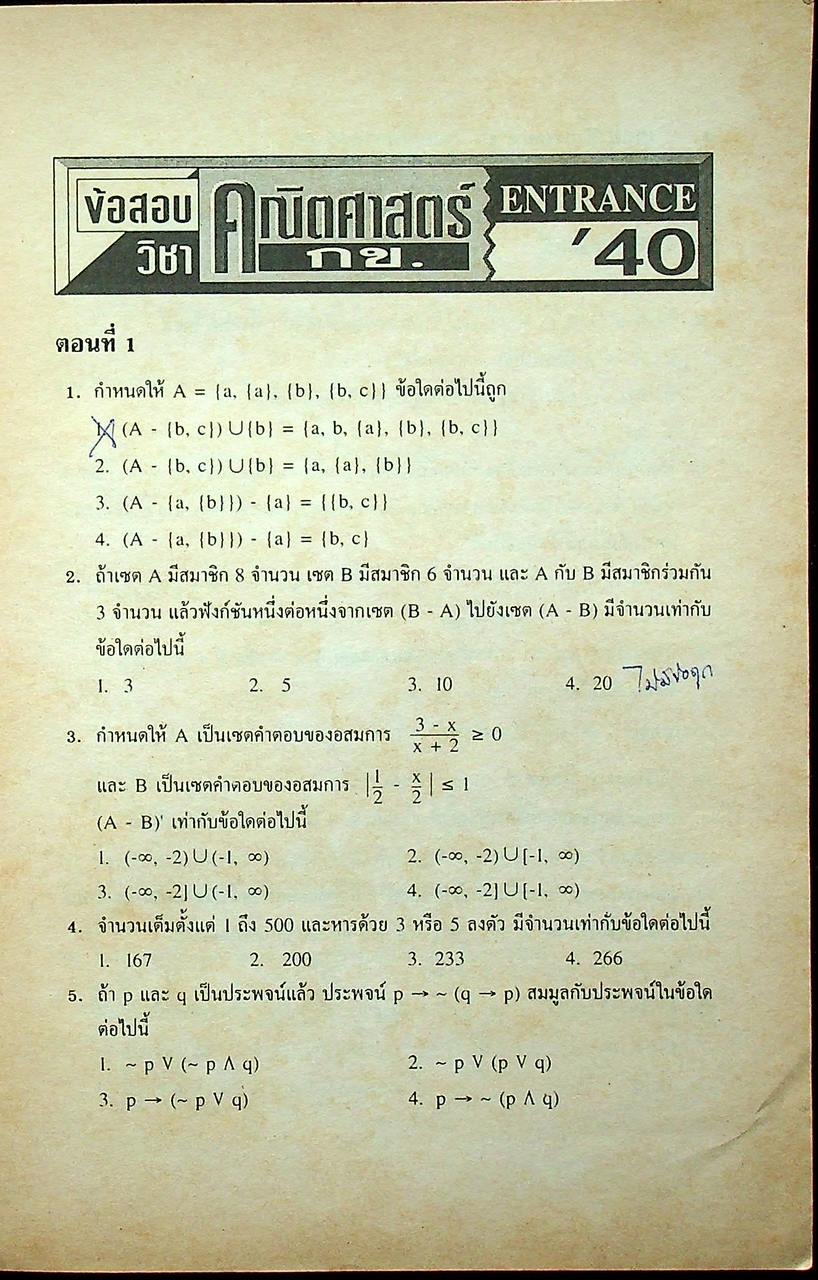 ข้อสอบ
วิชา
คณิตศาสตร์
กข.
ENTRANCE
'40
ตอนที่ 1
1. กำหนดให้ A = {a, {a}, {b}, {b, c}} ข้อใดต่อไปนี้ถูก
1. (A - {b, c}) ∪ {b} = {a, b, {a}, {b}, {b, c}}
2. (A - {b, c}) ∪ {b} = {a, {a}, {b}}
3. (A - {a, {b}}) - {a} = {{b, c}}
4. (A - {a, {b}}) - {a} = {b, c}
2. ถ้าเซต A มีสมาชิก 8 จำนวน เซต B มีสมาชิก 6 จำนวน และ A กับ B มีสมาชิกร่วมกัน
3 จำนวน แล้วฟังก์ชันหนึ่งต่อหนึ่งจากเซต (B - A) ไปยังเซต (A - B) มีจำนวนเท่ากับ
ข้อใดต่อไปนี้
1. 3 2. 5 3. 10 4. 20 ไม่มีข้อถูก
3. กำหนดให้ A เป็นเซตคำตอบของอสมการ (3 - x)/(x + 2) ≥ 0
และ B เป็นเซตคำตอบของอสมการ |1/2 - x/2| ≤ 1
(A - B)' เท่ากับข้อใดต่อไปนี้
1. (-∞, -2) ∪ (-1, ∞) 2. (-∞, -2) ∪ [-1, ∞)
3. (-∞, -2] ∪ (-1, ∞) 4. (-∞, -2] ∪ [-1, ∞)
4. จำนวนเต็มตั้งแต่ 1 ถึง 500 และหารด้วย 3 หรือ 5 ลงตัว มีจำนวนเท่ากับข้อใดต่อไปนี้
1. 167 2. 200 3. 233 4. 266
5. ถ้า p และ q เป็นประพจน์แล้ว ประพจน์ p → ~ (q → p) สมมูลกับประพจน์ในข้อใด
ต่อไปนี้
1. ~ p V (~ p Λ q) 2. ~ p V (p V q)
3. p → (~ p V q) 4. p → ~ (p Λ q)